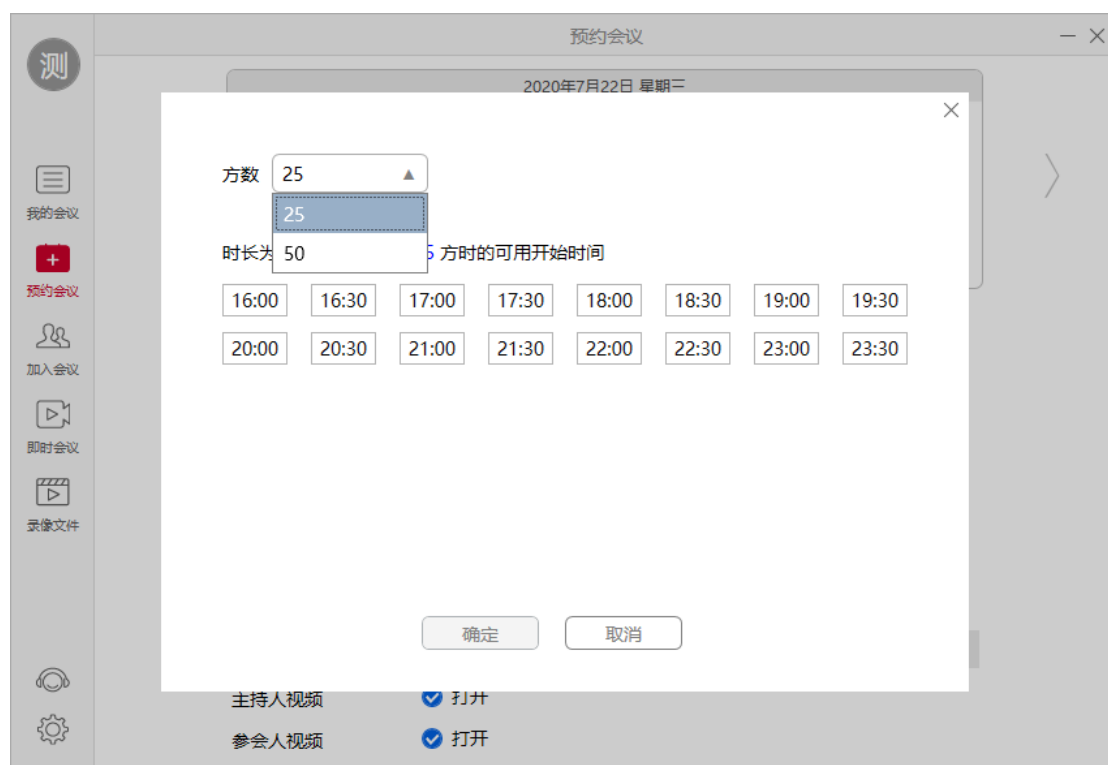 预约会议
测
2020年7月22日 星期三
方数 25
25
50
时长为 方时的可用开始时间
16:00 16:30 17:00 17:30 18:00 18:30 19:00 19:30
20:00 20:30 21:00 21:30 22:00 22:30 23:00 23:30
确定 取消
我的会议
预约会议
加入会议
即时会议
录像文件
主持人视频 打开
参会人视频 打开